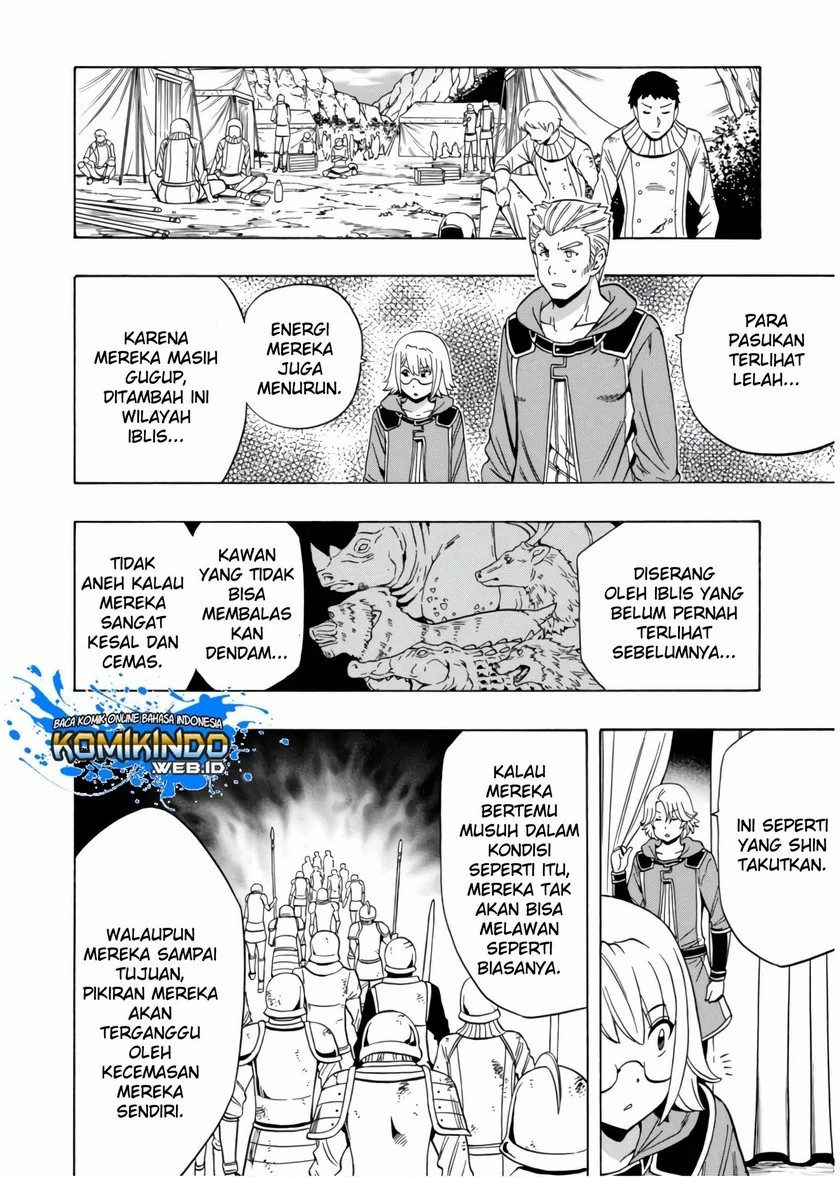 PARA
PASUKAN
TERLIHAT
LELAH...
ENERGI
MEREKA
JUGA
MENURUN.
KARENA
MEREKA MASIH
GUGUP,
DITAMBAH INI
WILAYAH
IBLIS...
DISERANG
OLEH IBLIS YANG
BELUM PERNAH
TERLIHAT
SEBELUMNYA...
KAWAN
YANG TIDAK
BISA
MEMBALAS
KAN
DENDAM...
TIDAK
ANEH KALAU
MEREKA
SANGAT
KESAL DAN
CEMAS.
BACA KOMIK ONLINE BAHASA INDONESIA
KOMIKINDO
WEB.ID
INI SEPERTI
YANG SHIN
TAKUTKAN.
KALAU
MEREKA
BERTEMU
MUSUH DALAM
KONDISI
SEPERTI ITU,
MEREKA TAK
AKAN BISA
MELAWAN
SEPERTI
BIASANYA.
WALAUPUN
MEREKA SAMPAI
TUJUAN,
PIKIRAN MEREKA
AKAN
TERGANGGU
OLEH
KECEMASAN
MEREKA
SENDIRI.